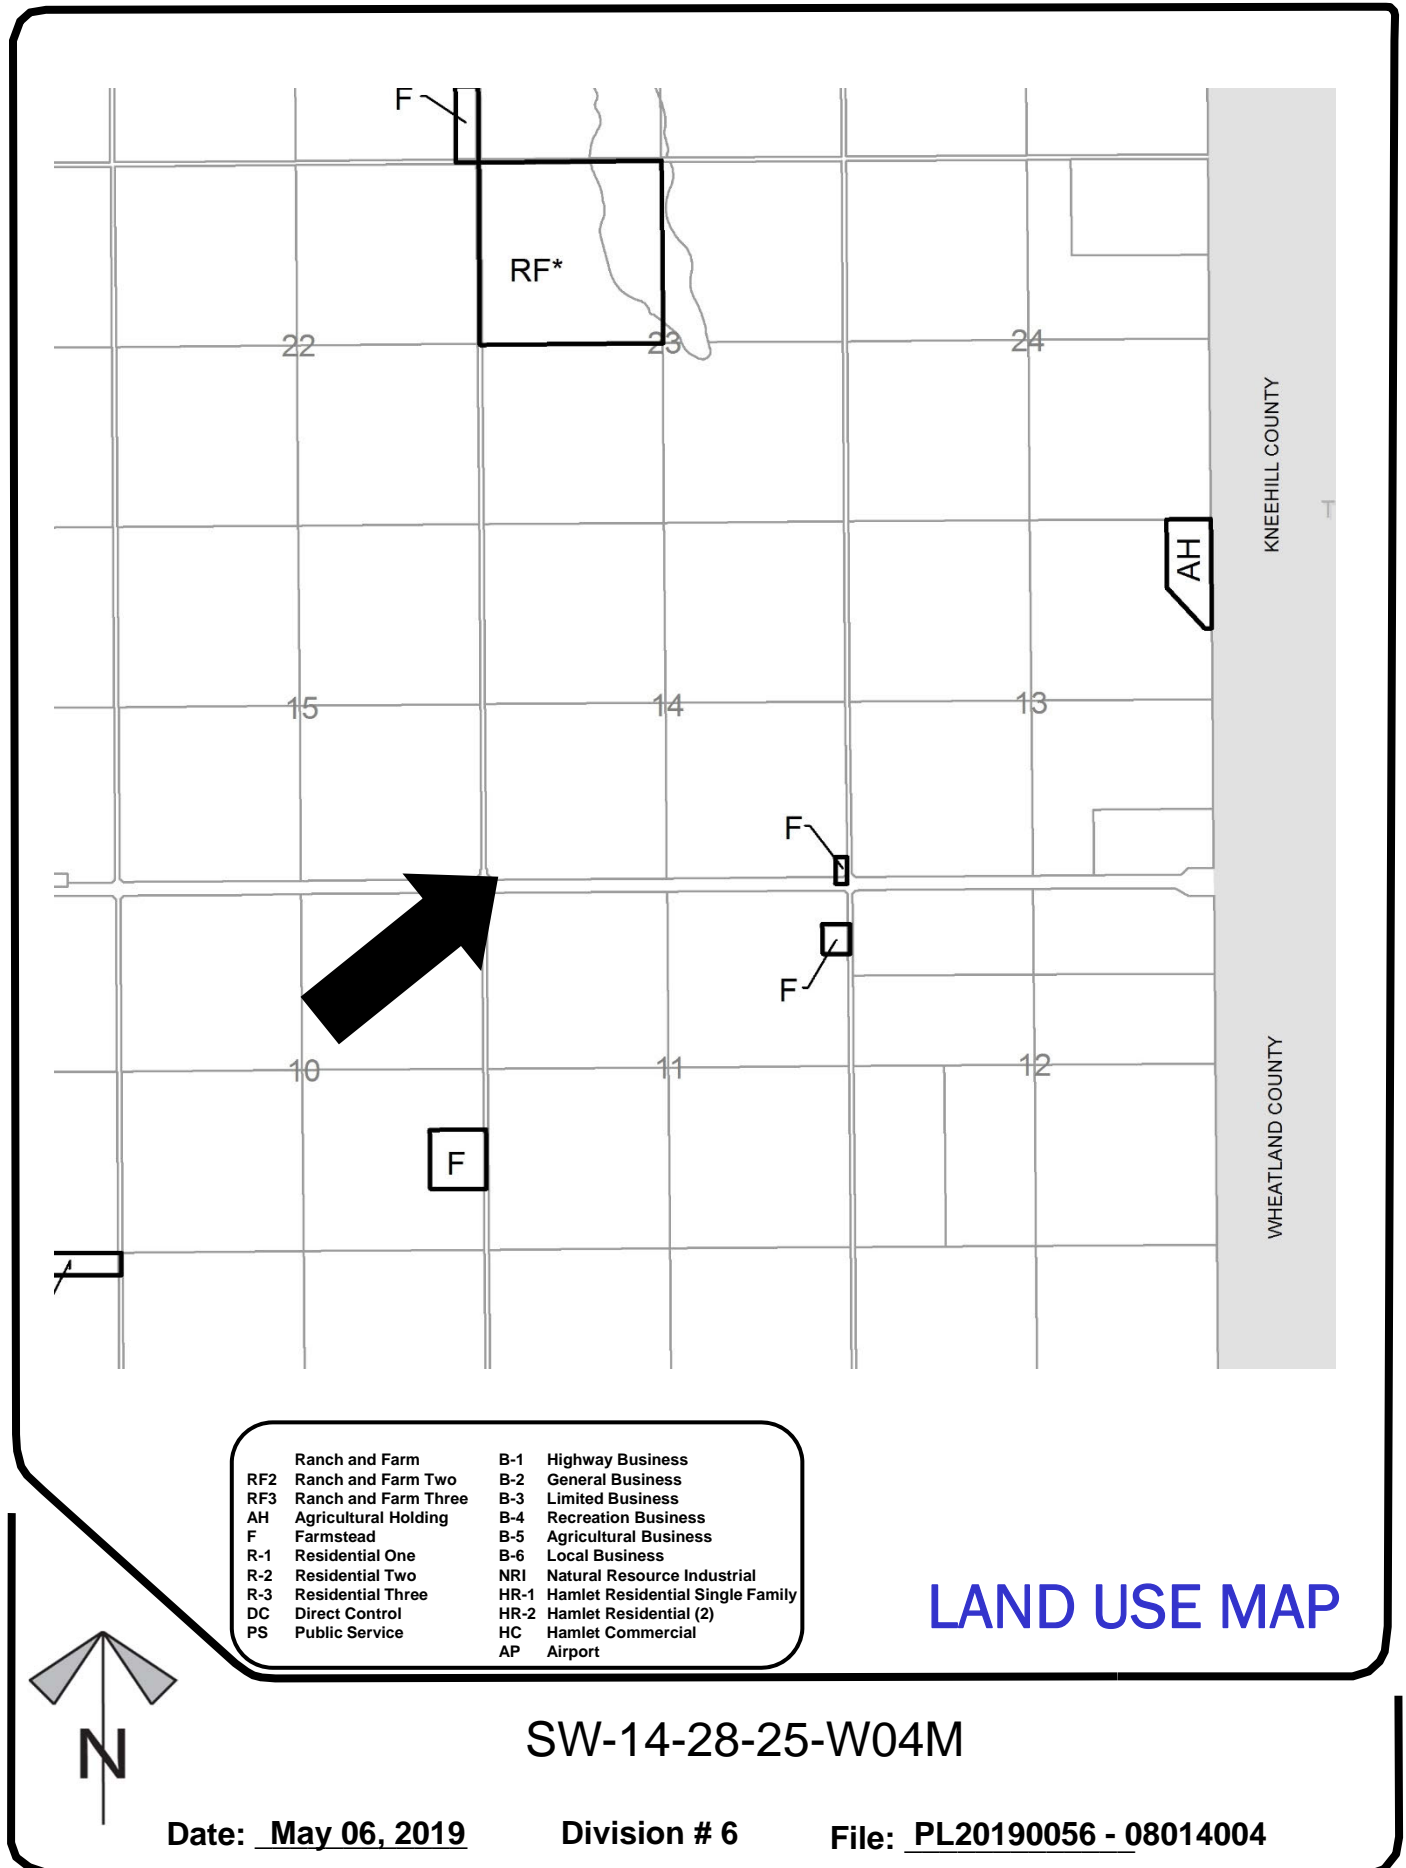 F
RF*
22
23
24
KNEEHILL COUNTY
T
AH
15
14
13
F
F
10
11
12
F
WHEATLAND COUNTY
Ranch and Farm
RF2 Ranch and Farm Two
RF3 Ranch and Farm Three
AH Agricultural Holding
F Farmstead
R-1 Residential One
R-2 Residential Two
R-3 Residential Three
DC Direct Control
PS Public Service
B-1 Highway Business
B-2 General Business
B-3 Limited Business
B-4 Recreation Business
B-5 Agricultural Business
B-6 Local Business
NRI Natural Resource Industrial
HR-1 Hamlet Residential Single Family
HR-2 Hamlet Residential (2)
HC Hamlet Commercial
AP Airport
LAND USE MAP
N
SW-14-28-25-W04M
Date: May 06, 2019 Division # 6 File: PL20190056 - 08014004